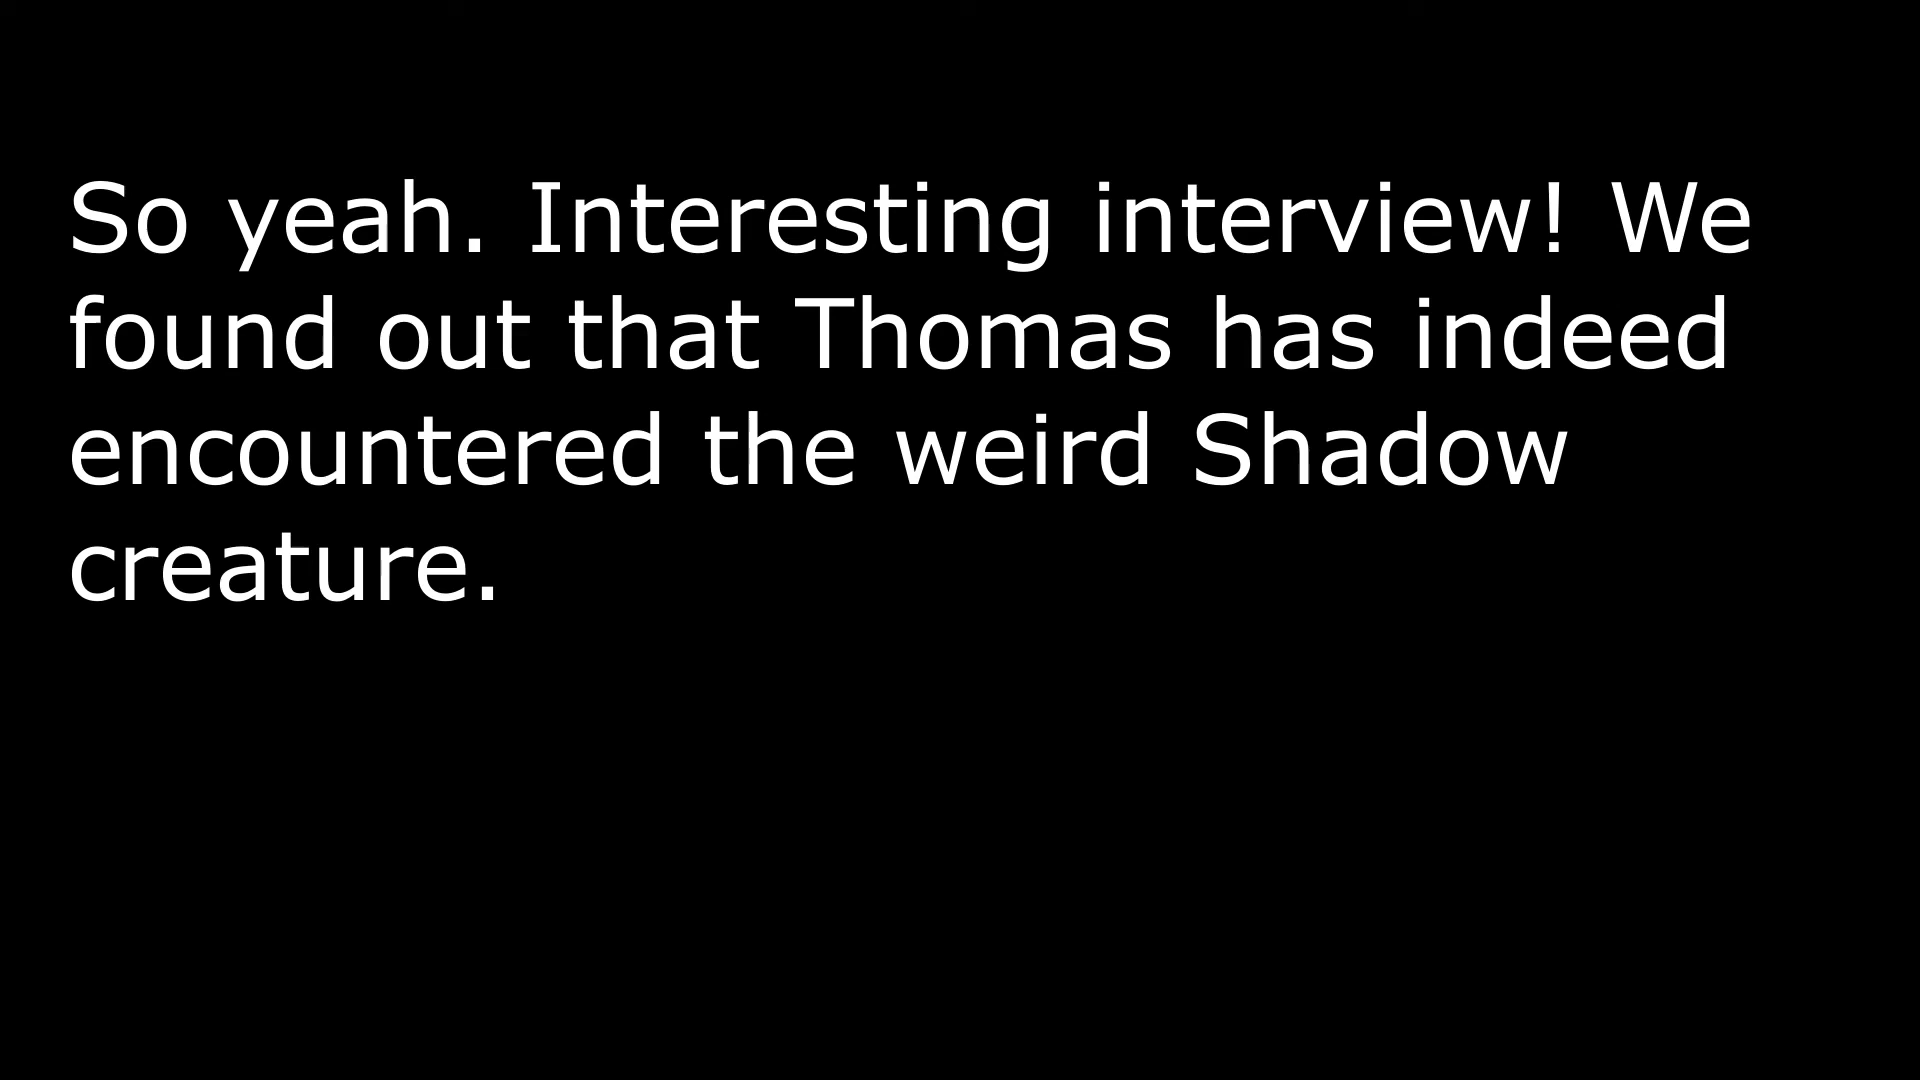 So yeah. Interesting interview! We
found out that Thomas has indeed
encountered the weird Shadow
creature.